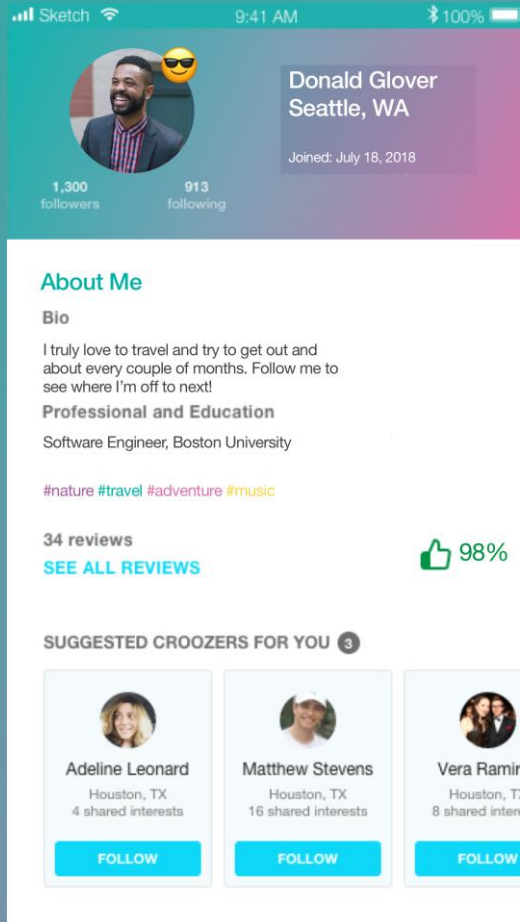 Sketch 9:41 AM 100%
Donald Glover
Seattle, WA
Joined: July 18, 2018
1,300 913
followers following
About Me
Bio
I truly love to travel and try to get out and
about every couple of months. Follow me to
see where I'm off to next!
Professional and Education
Software Engineer, Boston University
#nature #travel #adventure #music
34 reviews
98%
SEE ALL REVIEWS
SUGGESTED CROOZERS FOR YOU 3
Adeline Leonard
Houston, TX
4 shared interests
FOLLOW
Matthew Stevens
Houston, TX
16 shared interests
FOLLOW
Vera
Houston,
8 shared
FOLLOW